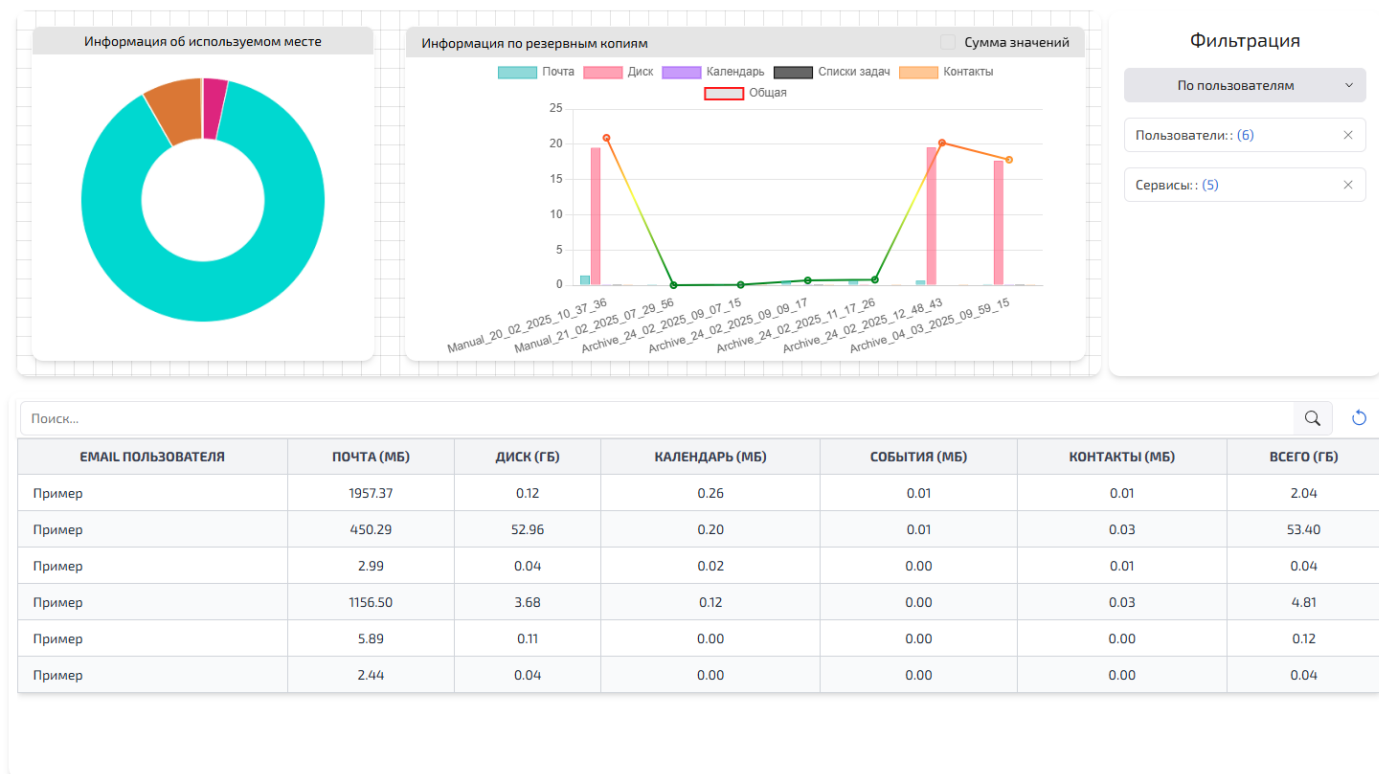 Информация об используемом месте
Информация по резервным копиям
Сумма значений
Почта Диск Календарь Списки задач Контакты
Общая
25
20
15
10
5
0
Manual_20_02_2025_10_37_36
Manual_21_02_2025_07_29_56
Archive_24_02_2025_09_07_15
Archive_24_02_2025_09_09_17
Archive_24_02_2025_11_17_26
Archive_24_02_2025_12_48_43
Archive_04_03_2025_09_59_15
Фильтрация
По пользователям
Пользователи:: (6)
Сервисы:: (5)
Поиск...
EMAIL ПОЛЬЗОВАТЕЛЯ ПОЧТА (МБ) ДИСК (ГБ) КАЛЕНДАРЬ (МБ) СОБЫТИЯ (МБ) КОНТАКТЫ (МБ) ВСЕГО (ГБ)
Пример 1957.37 0.12 0.26 0.01 0.01 2.04
Пример 450.29 52.96 0.20 0.01 0.03 53.40
Пример 2.99 0.04 0.02 0.00 0.01 0.04
Пример 1156.50 3.68 0.12 0.00 0.03 4.81
Пример 5.89 0.11 0.00 0.00 0.00 0.12
Пример 2.44 0.04 0.00 0.00 0.00 0.04